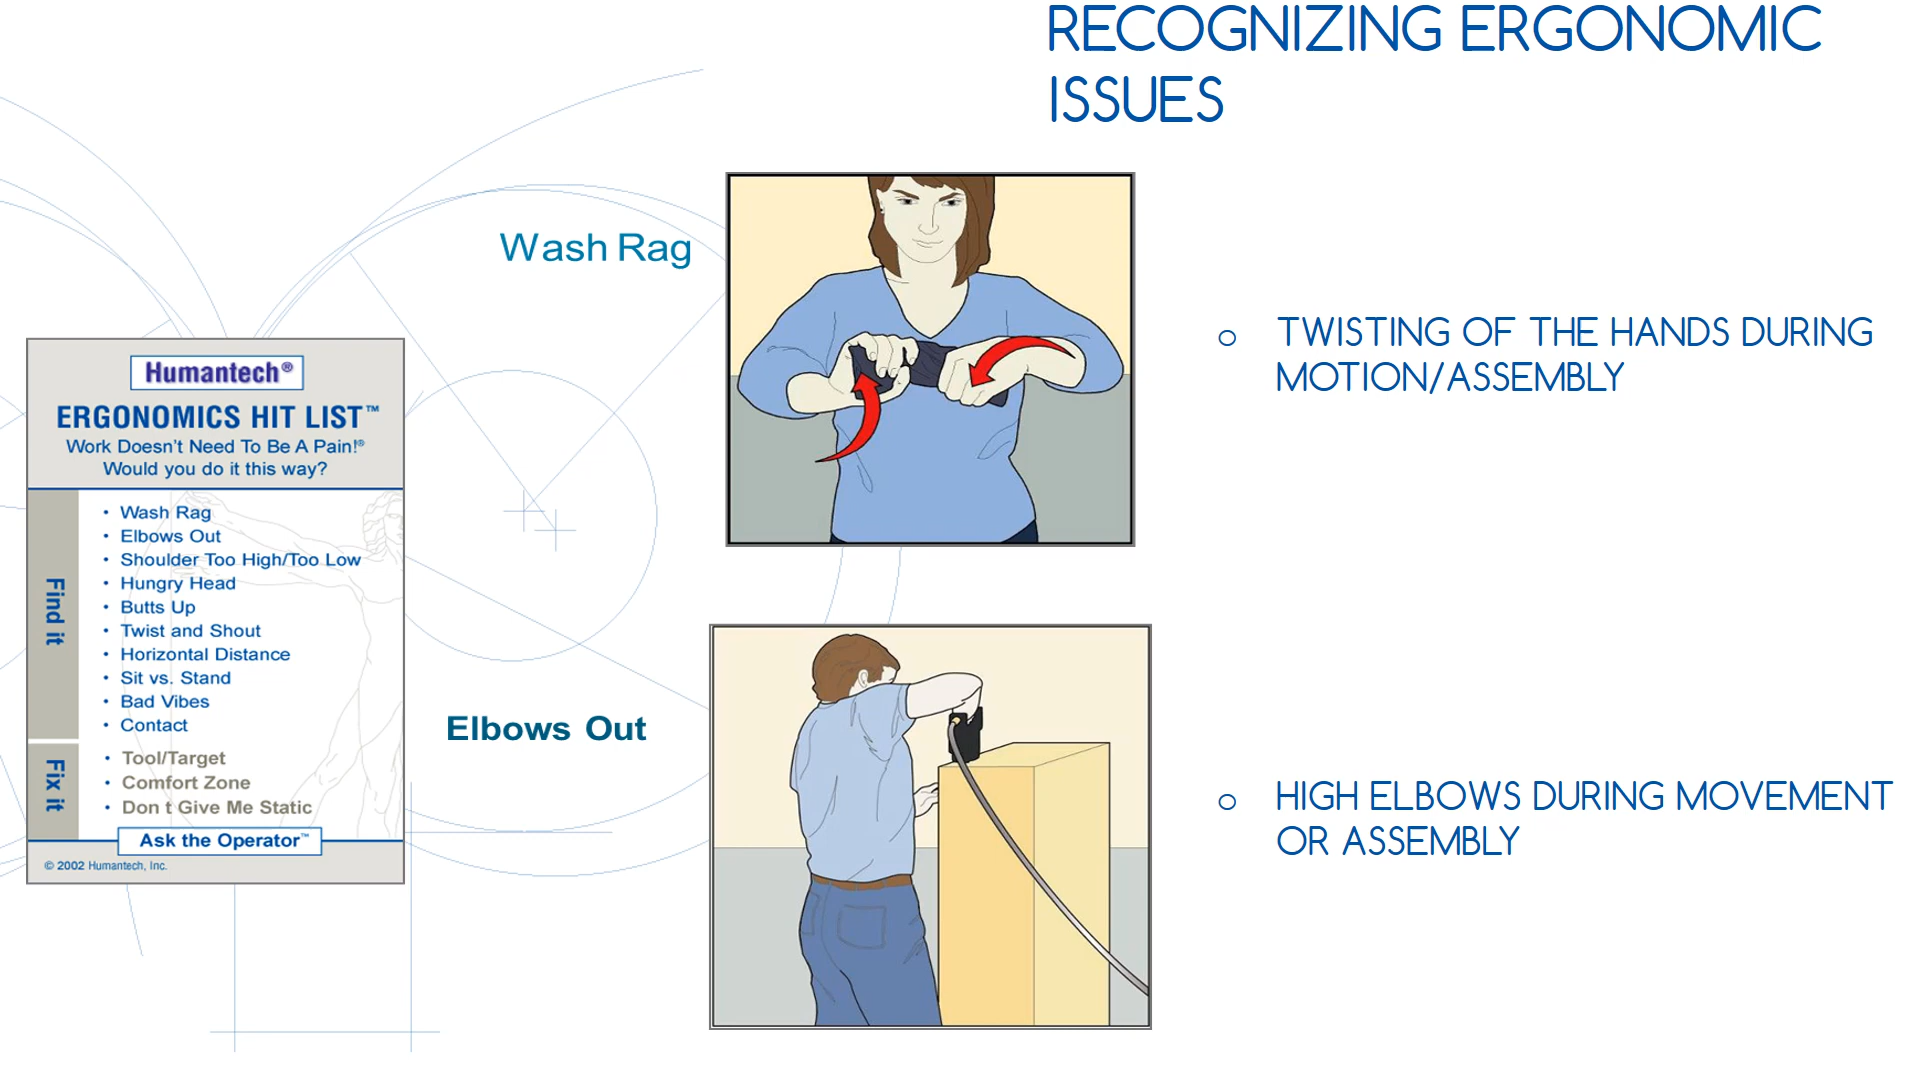 RECOGNIZING ERGONOMIC
ISSUES
Wash Rag
o TWISTING OF THE HANDS DURING
MOTION/ASSEMBLY
Humantech®
ERGONOMICS HIT LIST™
Work Doesn't Need To Be A Pain!®
Would you do it this way?
Find it
• Wash Rag
• Elbows Out
• Shoulder Too High/Too Low
• Hungry Head
• Butts Up
• Twist and Shout
• Horizontal Distance
• Sit vs. Stand
• Bad Vibes
• Contact
Fix it
• Tool/Target
• Comfort Zone
• Don t Give Me Static
Ask the Operator™
© 2002 Humantech, Inc.
Elbows Out
o HIGH ELBOWS DURING MOVEMENT
OR ASSEMBLY